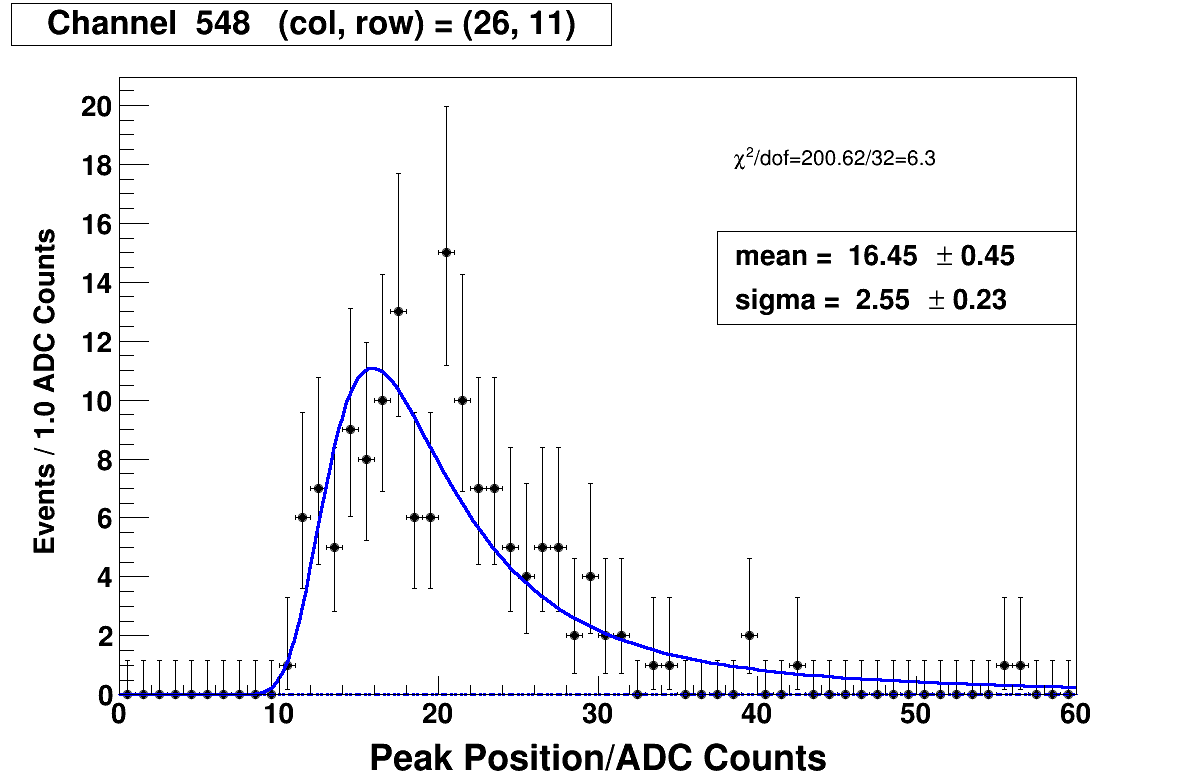 Channel 548 (col, row) = (26, 11)
20
18
16
14
12
10
8
6
4
2
0
Events / 1.0 ADC Counts
χ²/dof=200.62/32=6.3
mean = 16.45 ± 0.45
sigma = 2.55 ± 0.23
0 10 20 30 40 50 60
Peak Position/ADC Counts